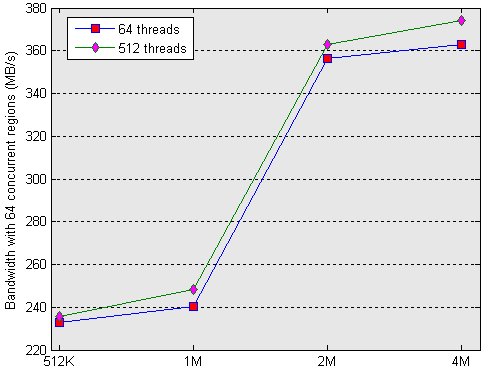 380
360
340
320
300
280
260
240
220
Bandwidth with 64 concurrent regions (MB/s)
64 threads
512 threads
512K
1M
2M
4M